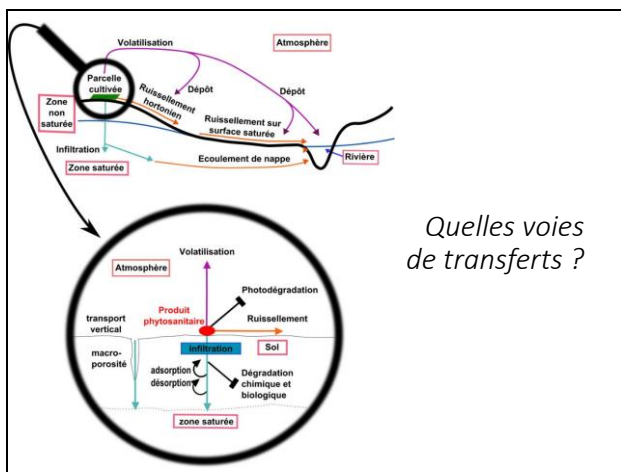 Volatilisation
Atmosphère
Parcelle
cultivée
Dépôt
Dépôt
Zone
non
saturée
Ruissellement
hortonien
Ruissellement sur
surface saturée
Infiltration
Zone saturée
Ecoulement de nappe
Rivière
Quelles voies
de transferts ?
Volatilisation
Atmosphère
Photodégradation
Produit
phytosanitaire
Ruissellement
transport
vertical
infiltration
Sol
macro-
porosité
adsorption
désorption
Dégradation
chimique et
biologique
zone saturée